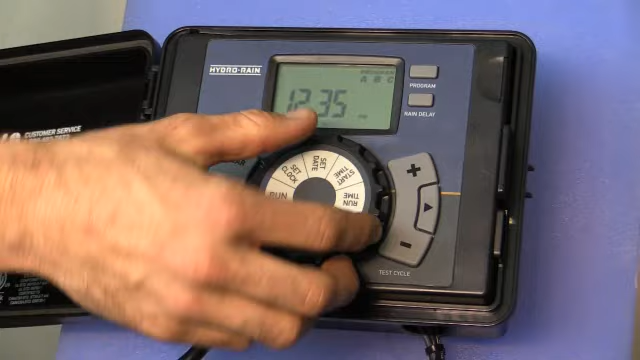 HYDRO-RAIN
PROGRAM
A B C
12:35
PROGRAM
RAIN DELAY
CUSTOMER SERVICE
SET CLOCK
SET DATE
START TIME
RUN TIME
RUN
+
-
TEST CYCLE